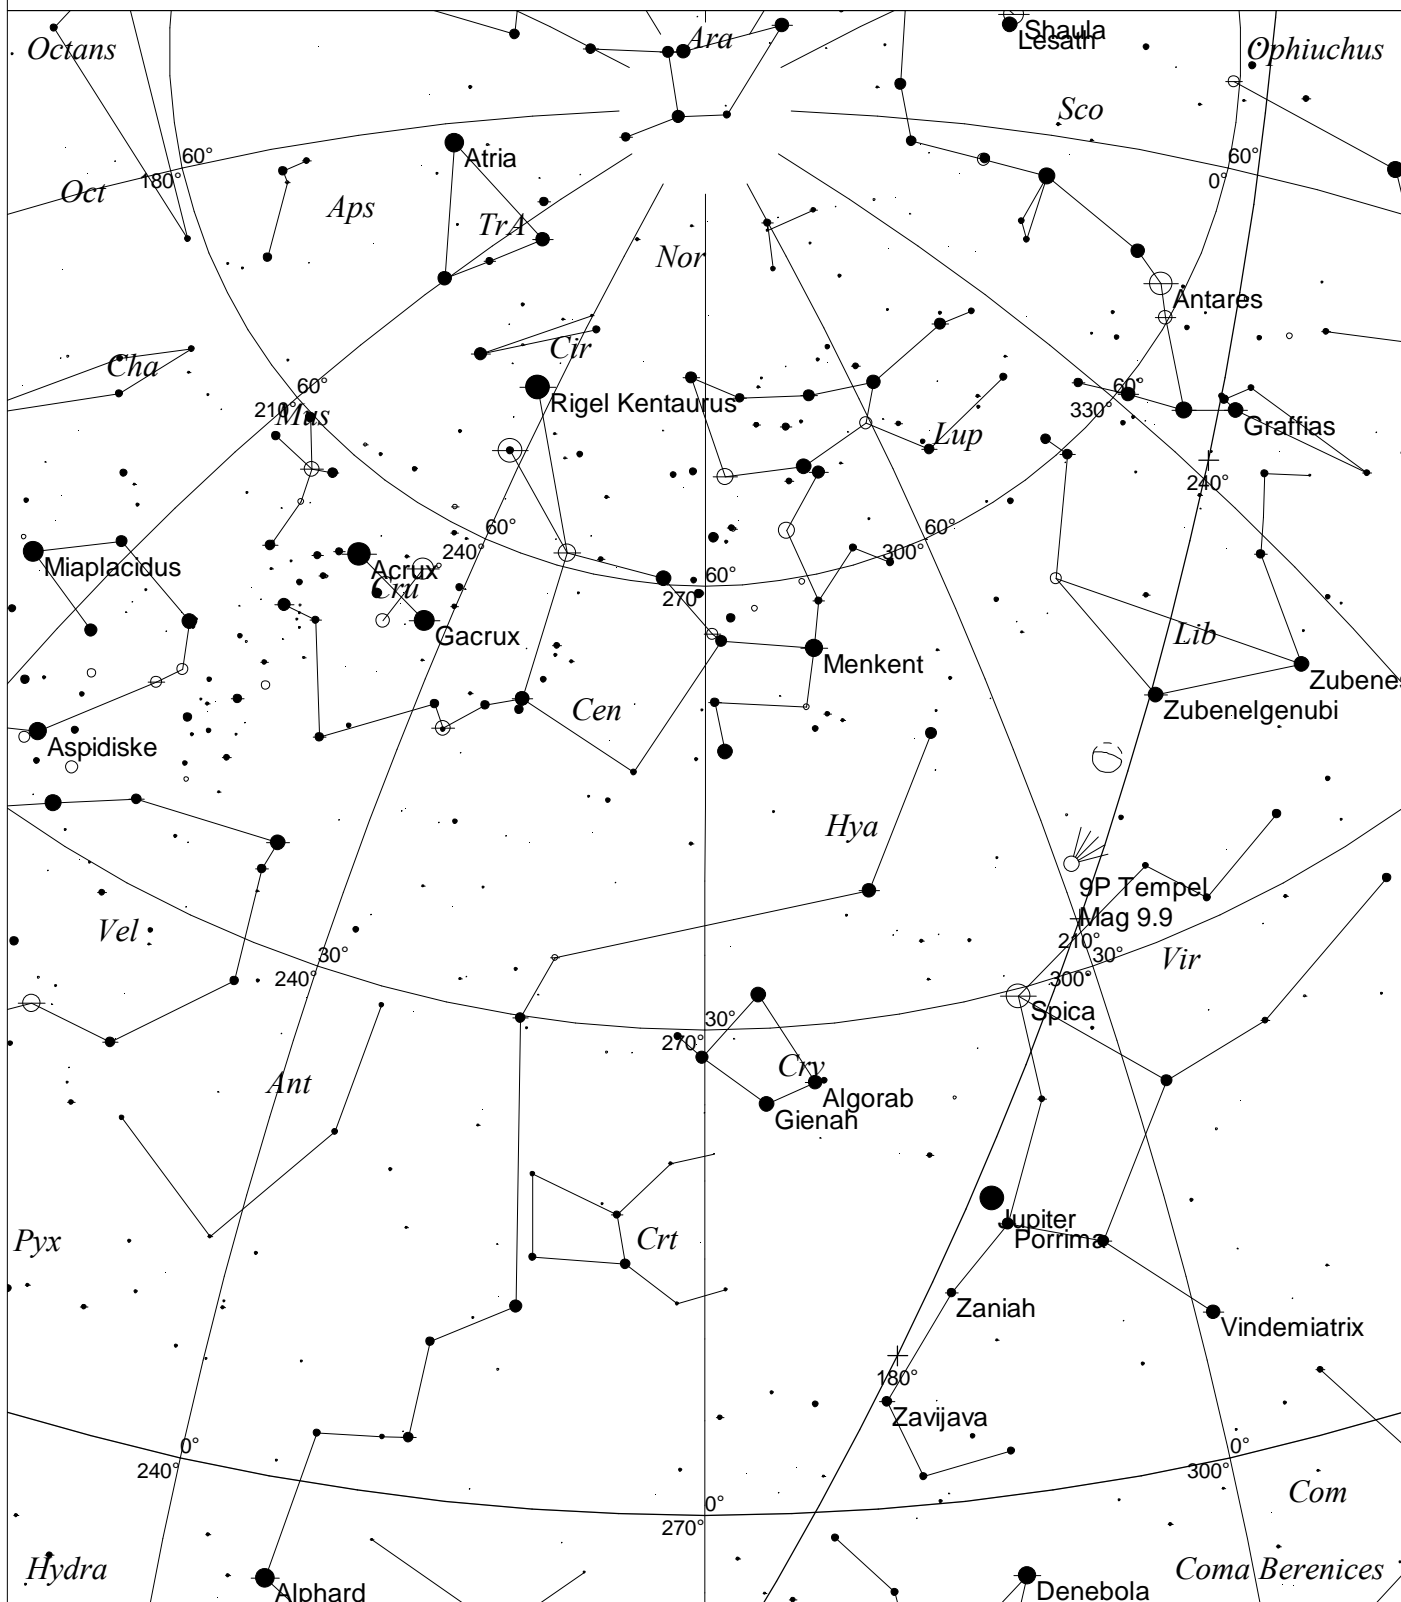 Octans
Ara
Shaula
Lesath
Ophiuchus
Sco
Atria
60°
180°
60°
0°
Oct
Aps
TrA
Nor
Antares
Cha
Cir
60°
210°
Mus
Rigel Kentaurus
60°
330°
Graffias
Lup
240°
60°
240°
60°
300°
Miaplacidus
Acrux
Cru
60°
270°
Gacrux
Menkent
Lib
Zubenes
Zubenelgenubi
Cen
Aspidiske
Hya
9P Tempel
Mag 9.9
Vel
210°
30°
240°
30°
300°
Vir
Spica
30°
270°
Crv
Ant
Algorab
Gienah
Jupiter
Porrima
Pyx
Crt
Zaniah
Vindemiatrix
180°
Zavijava
0°
240°
0°
300°
Com
0°
270°
Hydra
Coma Berenices
Alphard
Denebola